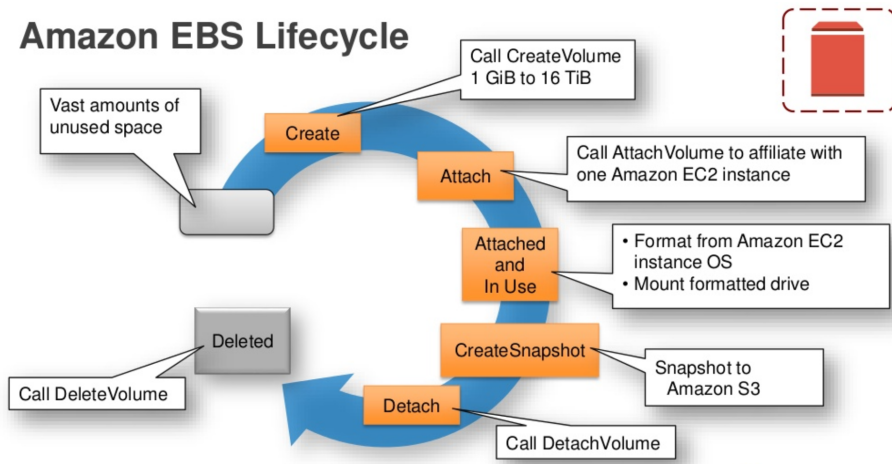 Amazon EBS Lifecycle
Call CreateVolume
1 GiB to 16 TiB
Vast amounts of
unused space
Create
Attach
Call AttachVolume to affiliate with
one Amazon EC2 instance
Attached
and
In Use
• Format from Amazon EC2
instance OS
• Mount formatted drive
CreateSnapshot
Snapshot to
Amazon S3
Detach
Call DetachVolume
Deleted
Call DeleteVolume